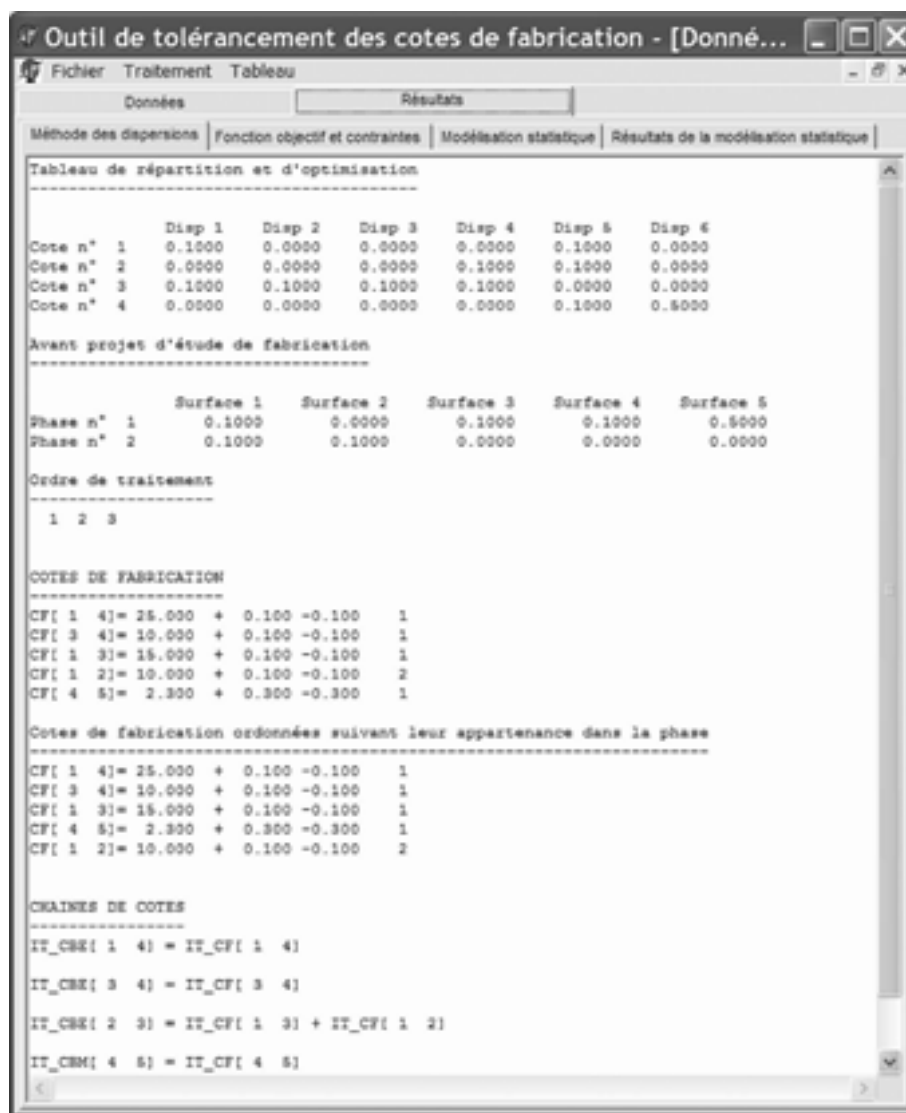 Outil de tolérancement des cotes de fabrication - [Donné...
Fichier Traitement Tableau
Données Résultats
Méthode des dispersions Fonction objectif et contraintes Modélisation statistique Résultats de la modélisation statistique
Tableau de répartition et d'optimisation
----------------------------------------
Disp 1 Disp 2 Disp 3 Disp 4 Disp 5 Disp 6
Cote n° 1 0.1000 0.0000 0.0000 0.0000 0.1000 0.0000
Cote n° 2 0.0000 0.0000 0.0000 0.1000 0.1000 0.0000
Cote n° 3 0.1000 0.1000 0.1000 0.1000 0.0000 0.0000
Cote n° 4 0.0000 0.0000 0.0000 0.0000 0.1000 0.5000
Avant projet d'étude de fabrication
-----------------------------------
Surface 1 Surface 2 Surface 3 Surface 4 Surface 5
Phase n° 1 0.1000 0.0000 0.1000 0.1000 0.5000
Phase n° 2 0.1000 0.1000 0.0000 0.0000 0.0000
Ordre de traitement
-------------------
1 2 3
COTES DE FABRICATION
--------------------
CF[ 1 4]= 25.000 + 0.100 -0.100 1
CF[ 3 4]= 10.000 + 0.100 -0.100 1
CF[ 1 3]= 15.000 + 0.100 -0.100 1
CF[ 1 2]= 10.000 + 0.100 -0.100 2
CF[ 4 5]= 2.300 + 0.300 -0.300 1
Cotes de fabrication ordonnées suivant leur appartenance dans la phase
----------------------------------------------------------------------
CF[ 1 4]= 25.000 + 0.100 -0.100 1
CF[ 3 4]= 10.000 + 0.100 -0.100 1
CF[ 1 3]= 15.000 + 0.100 -0.100 1
CF[ 4 5]= 2.300 + 0.300 -0.300 1
CF[ 1 2]= 10.000 + 0.100 -0.100 2
CHAINES DE COTES
----------------
IT_CBE[ 1 4] = IT_CF[ 1 4]
IT_CBE[ 3 4] = IT_CF[ 3 4]
IT_CBE[ 2 3] = IT_CF[ 1 3] + IT_CF[ 1 2]
IT_CBM[ 4 5] = IT_CF[ 4 5]